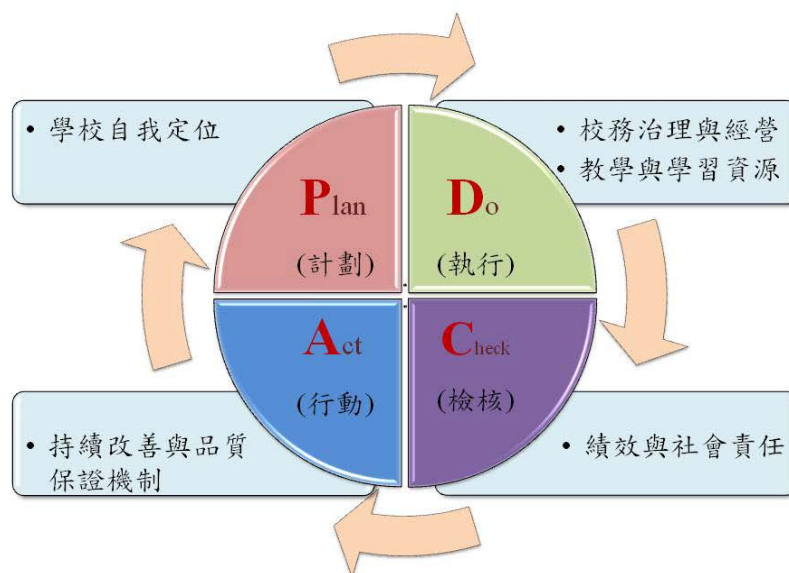 • 學校自我定位
Plan
(計劃)
Do
(執行)
• 校務治理與經營
• 教學與學習資源
Act
(行動)
Check
(檢核)
• 持續改善與品質
保證機制
• 績效與社會責任